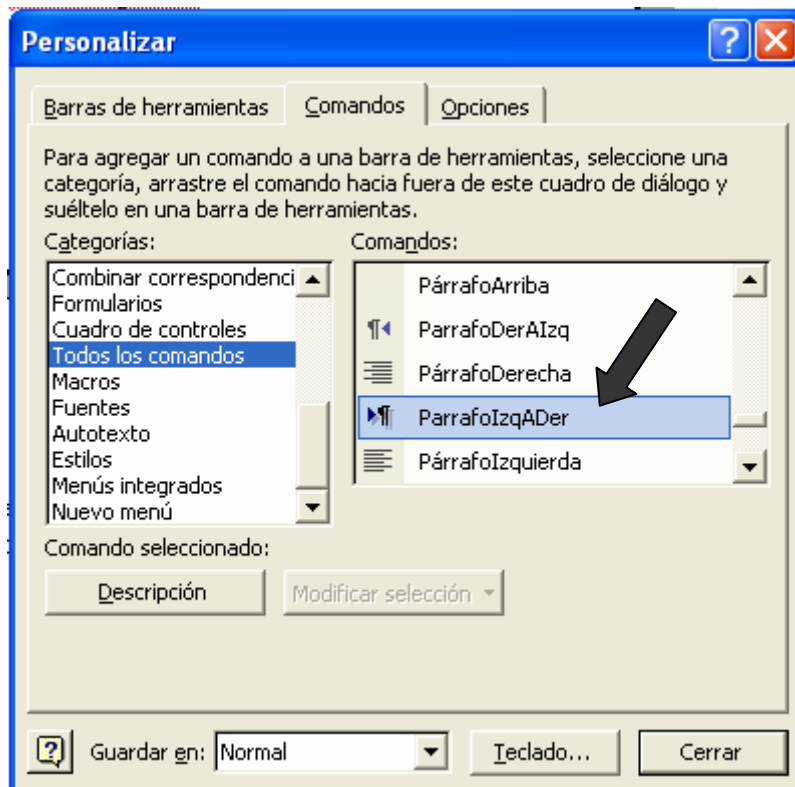 Personalizar
Barras de herramientas Comandos Opciones
Para agregar un comando a una barra de herramientas, seleccione una
categoría, arrastre el comando hacia fuera de este cuadro de diálogo y
suéltelo en una barra de herramientas.
Categorías:
Combinar correspondenci
Formularios
Cuadro de controles
Todos los comandos
Macros
Fuentes
Autotexto
Estilos
Menús integrados
Nuevo menú
Comandos:
PárrafoArriba
ParrafoDerAIzq
PárrafoDerecha
ParrafoIzqADer
PárrafoIzquierda
Comando seleccionado:
Descripción Modificar selección
Guardar en: Normal Teclado... Cerrar